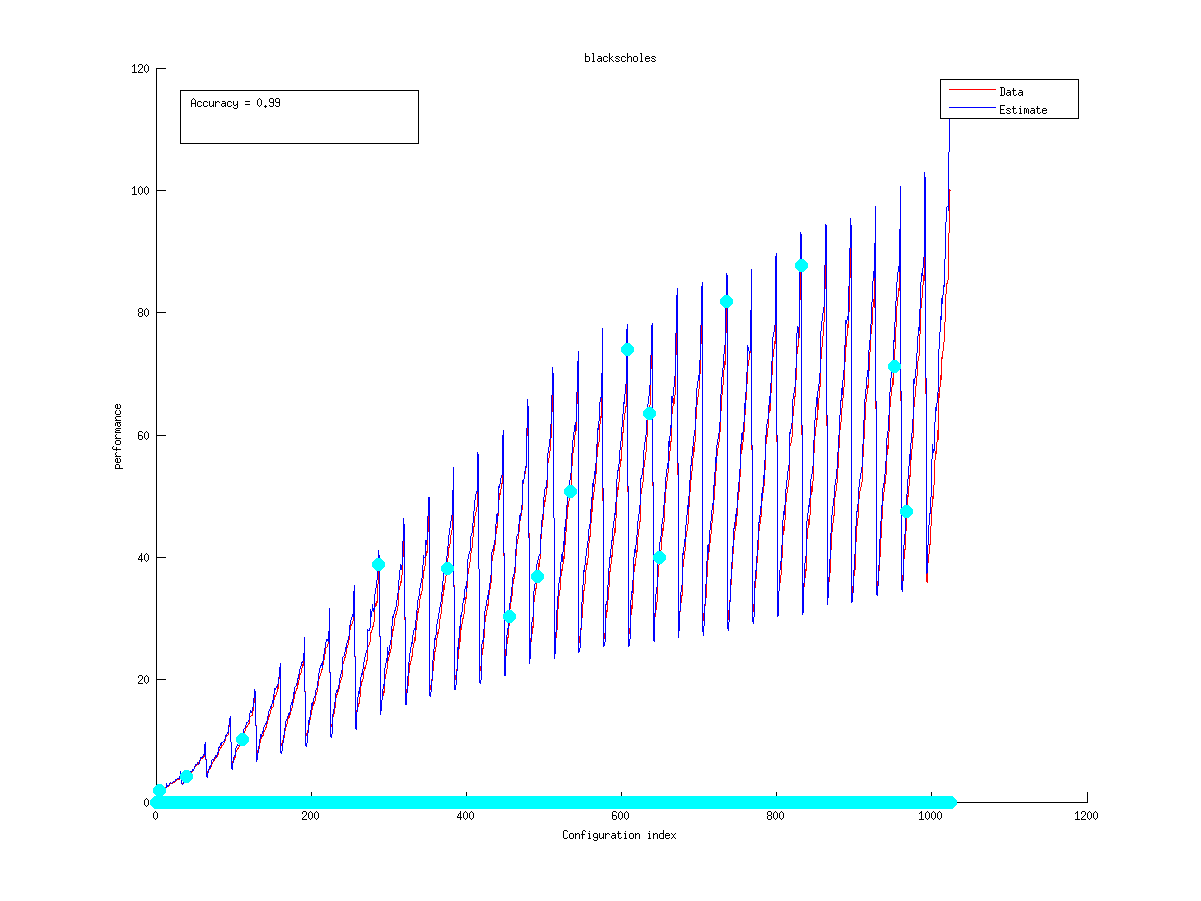 blackscholes
120
100
80
60
40
20
0
performance
Accuracy = 0.99
Data
Estimate
0 200 400 600 800 1000 1200
Configuration index